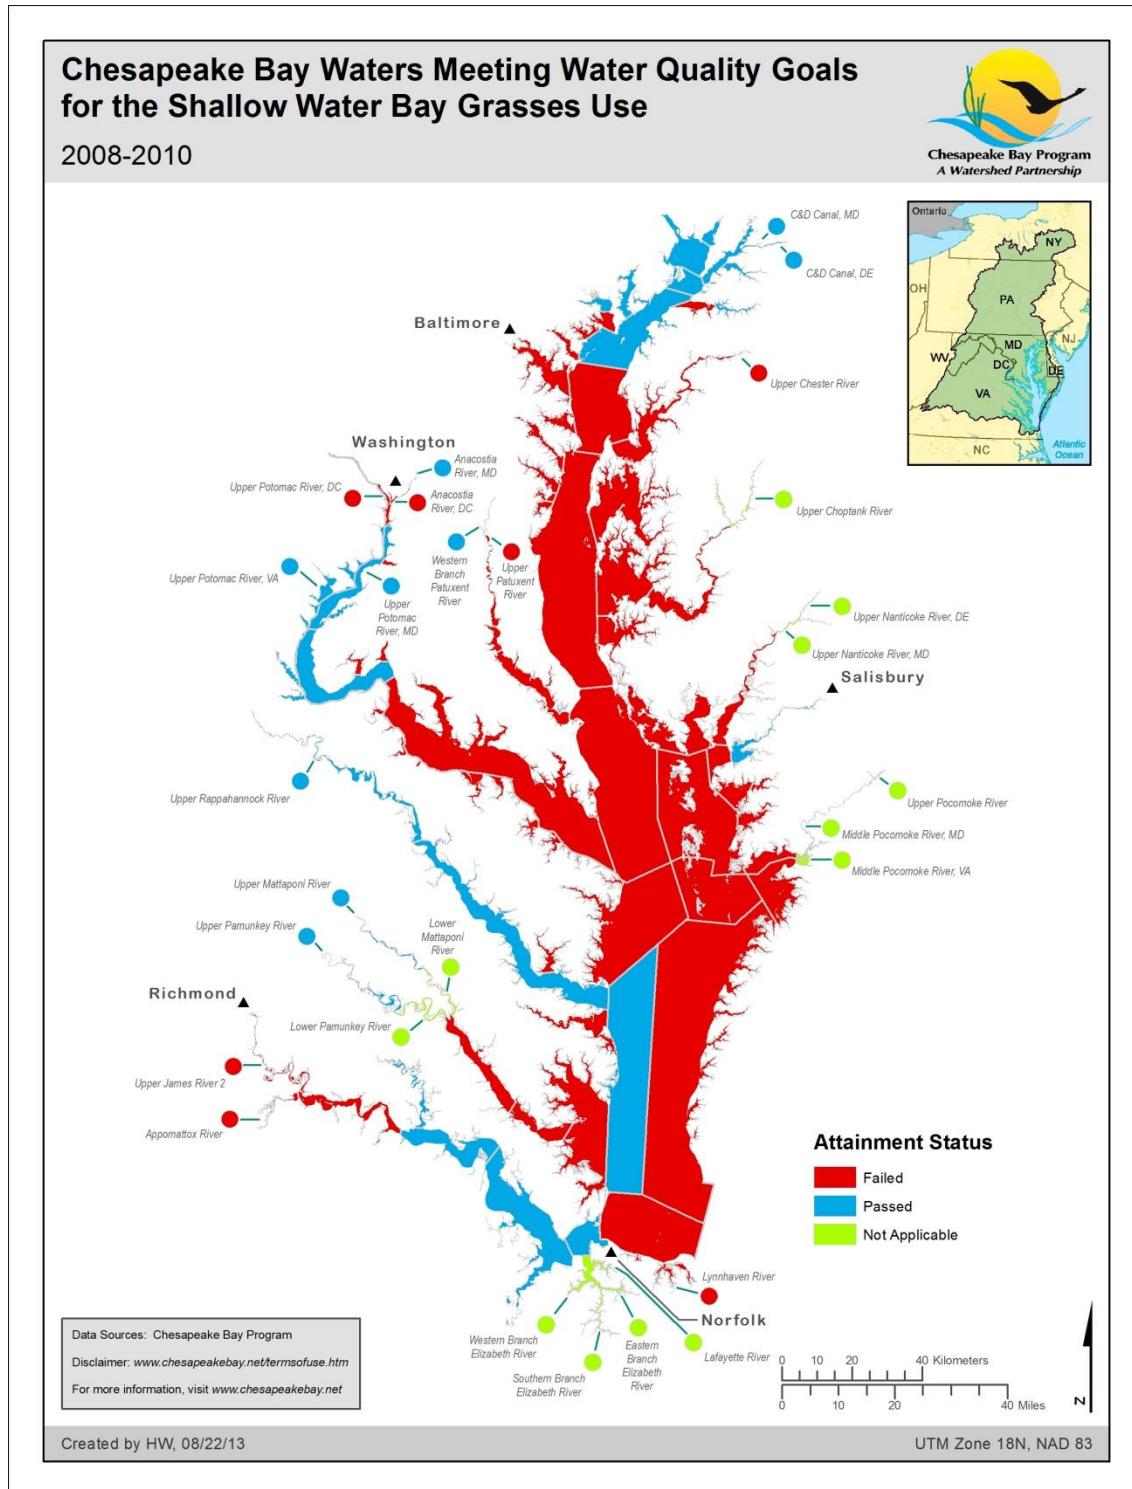 Chesapeake Bay Waters Meeting Water Quality Goals
for the Shallow Water Bay Grasses Use
2008-2010
Chesapeake Bay Program
A Watershed Partnership
Ontario
NY
OH
PA
NJ
MD
WV
DC
DE
VA
NC
Atlantic
Ocean
C&D Canal, MD
C&D Canal, DE
Baltimore
Upper Chester River
Washington
Anacostia
River, MD
Upper Potomac River, DC
Anacostia
River, DC
Upper Choptank River
Western
Branch
Patuxent
River
Upper
Patuxent
River
Upper Potomac River, VA
Upper
Potomac
River, MD
Upper Nanticoke River, DE
Upper Nanticoke River, MD
Salisbury
Upper Rappahannock River
Upper Pocomoke River
Middle Pocomoke River, MD
Middle Pocomoke River, VA
Upper Mattaponi River
Upper Pamunkey River
Lower
Mattaponi
River
Richmond
Lower Pamunkey River
Upper James River 2
Appomattox River
Attainment Status
Failed
Passed
Not Applicable
Lynnhaven River
Norfolk
Western Branch
Elizabeth River
Southern Branch
Elizabeth River
Eastern
Branch
Elizabeth
River
Lafayette River
Data Sources: Chesapeake Bay Program
Disclaimer: www.chesapeakebay.net/termsofuse.htm
For more information, visit www.chesapeakebay.net
0 10 20 40 Kilometers
0 10 20 40 Miles
N
Created by HW, 08/22/13
UTM Zone 18N, NAD 83